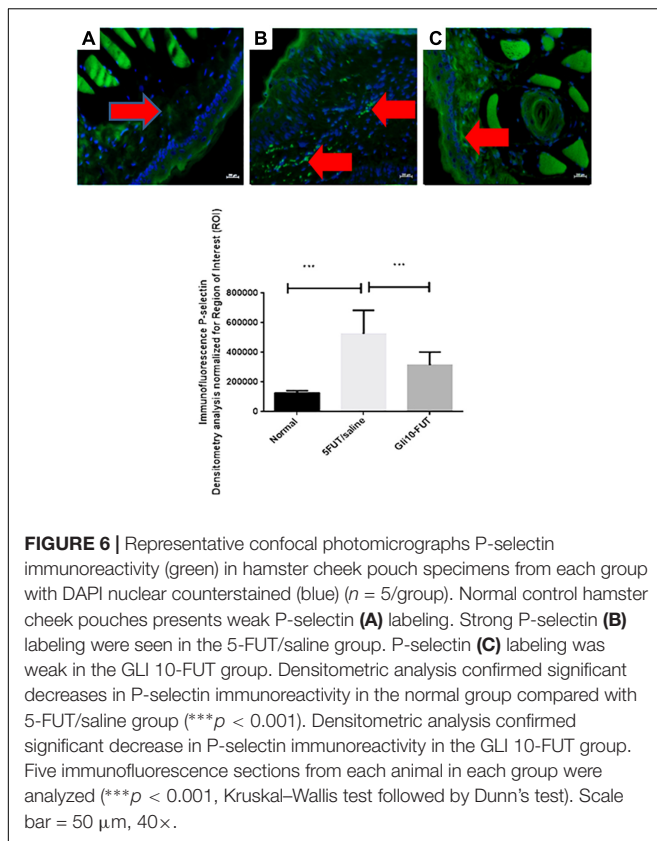 A
B
C
Immunofluorescence P-selectin
Densitometry analysis normalized for Region of Interest (ROI)
***
***
800000
600000
400000
200000
0
Normal
5FUT/saline
Gli10-FUT
FIGURE 6 | Representative confocal photomicrographs P-selectin
immunoreactivity (green) in hamster cheek pouch specimens from each group
with DAPI nuclear counterstained (blue) (n = 5/group). Normal control hamster
cheek pouches presents weak P-selectin (A) labeling. Strong P-selectin (B)
labeling were seen in the 5-FUT/saline group. P-selectin (C) labeling was
weak in the GLI 10-FUT group. Densitometric analysis confirmed significant
decreases in P-selectin immunoreactivity in the normal group compared with
5-FUT/saline group (***p < 0.001). Densitometric analysis confirmed
significant decrease in P-selectin immunoreactivity in the GLI 10-FUT group.
Five immunofluorescence sections from each animal in each group were
analyzed (***p < 0.001, Kruskal–Wallis test followed by Dunn's test). Scale
bar = 50 μm, 40×.